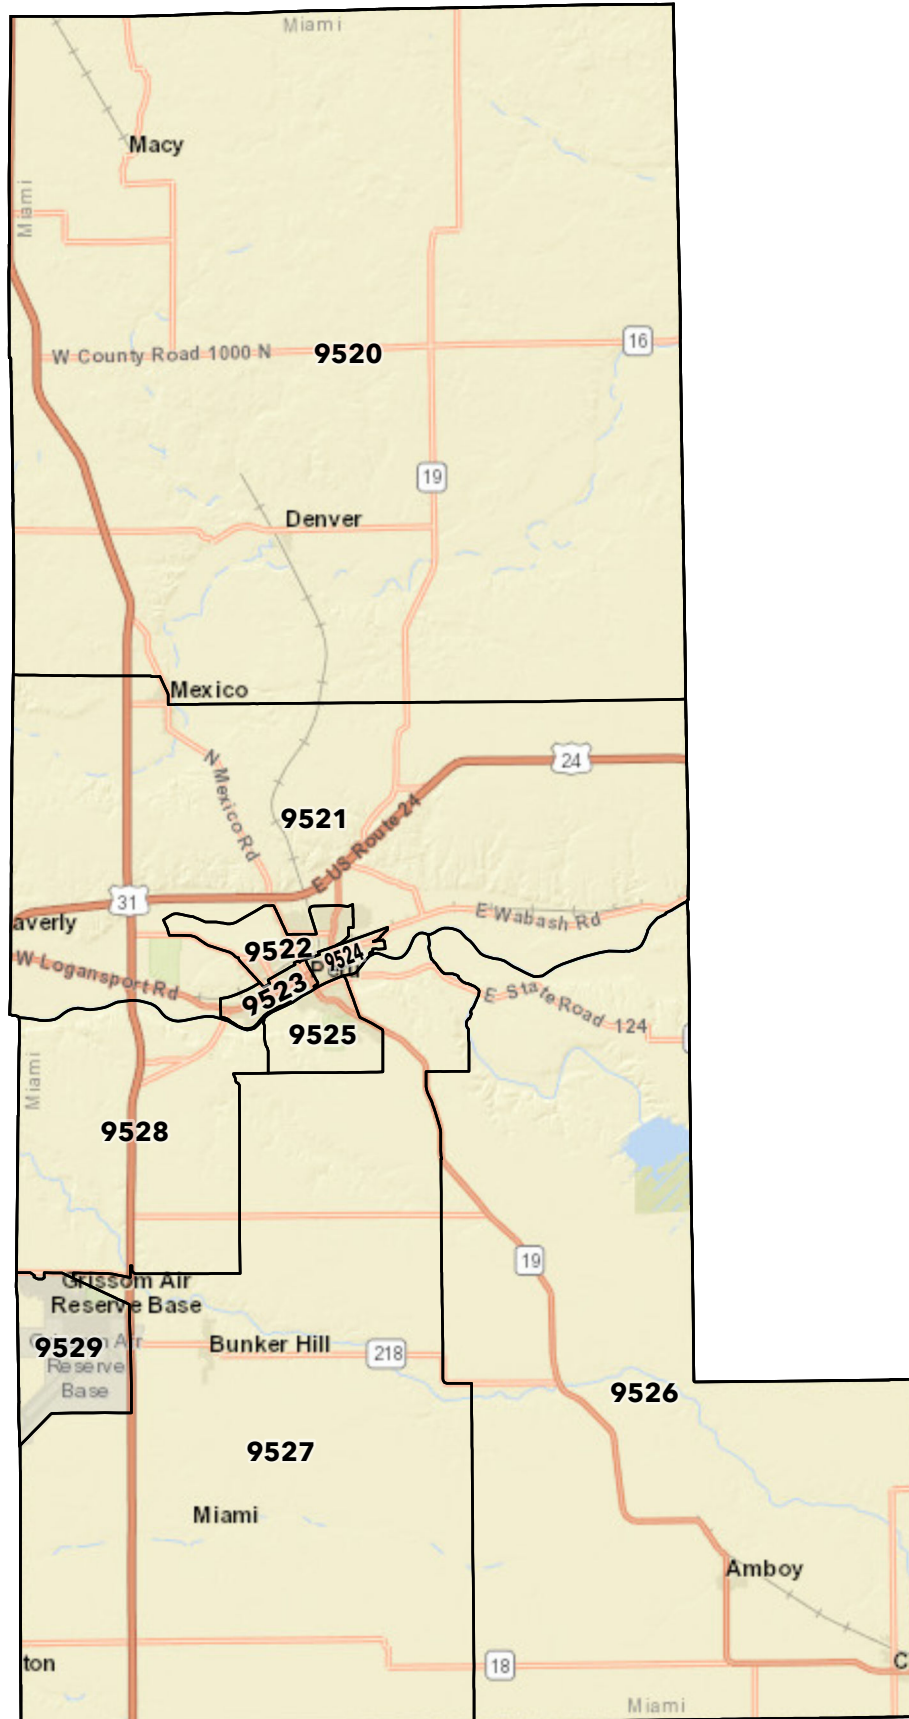 Miami
Macy
Miami
W County Road 1000 N
9520
16
19
Denver
Mexico
N Mexico Rd
24
9521
E US Route 24
31
averly
E Wabash Rd
9522
9524
W Logansport Rd
9523
E State Road 124
9525
Miami
9528
19
Grissom Air
Reserve Base
9529
Reserve
Base
Bunker Hill
218
9526
9527
Miami
Amboy
ton
18
C
Miami